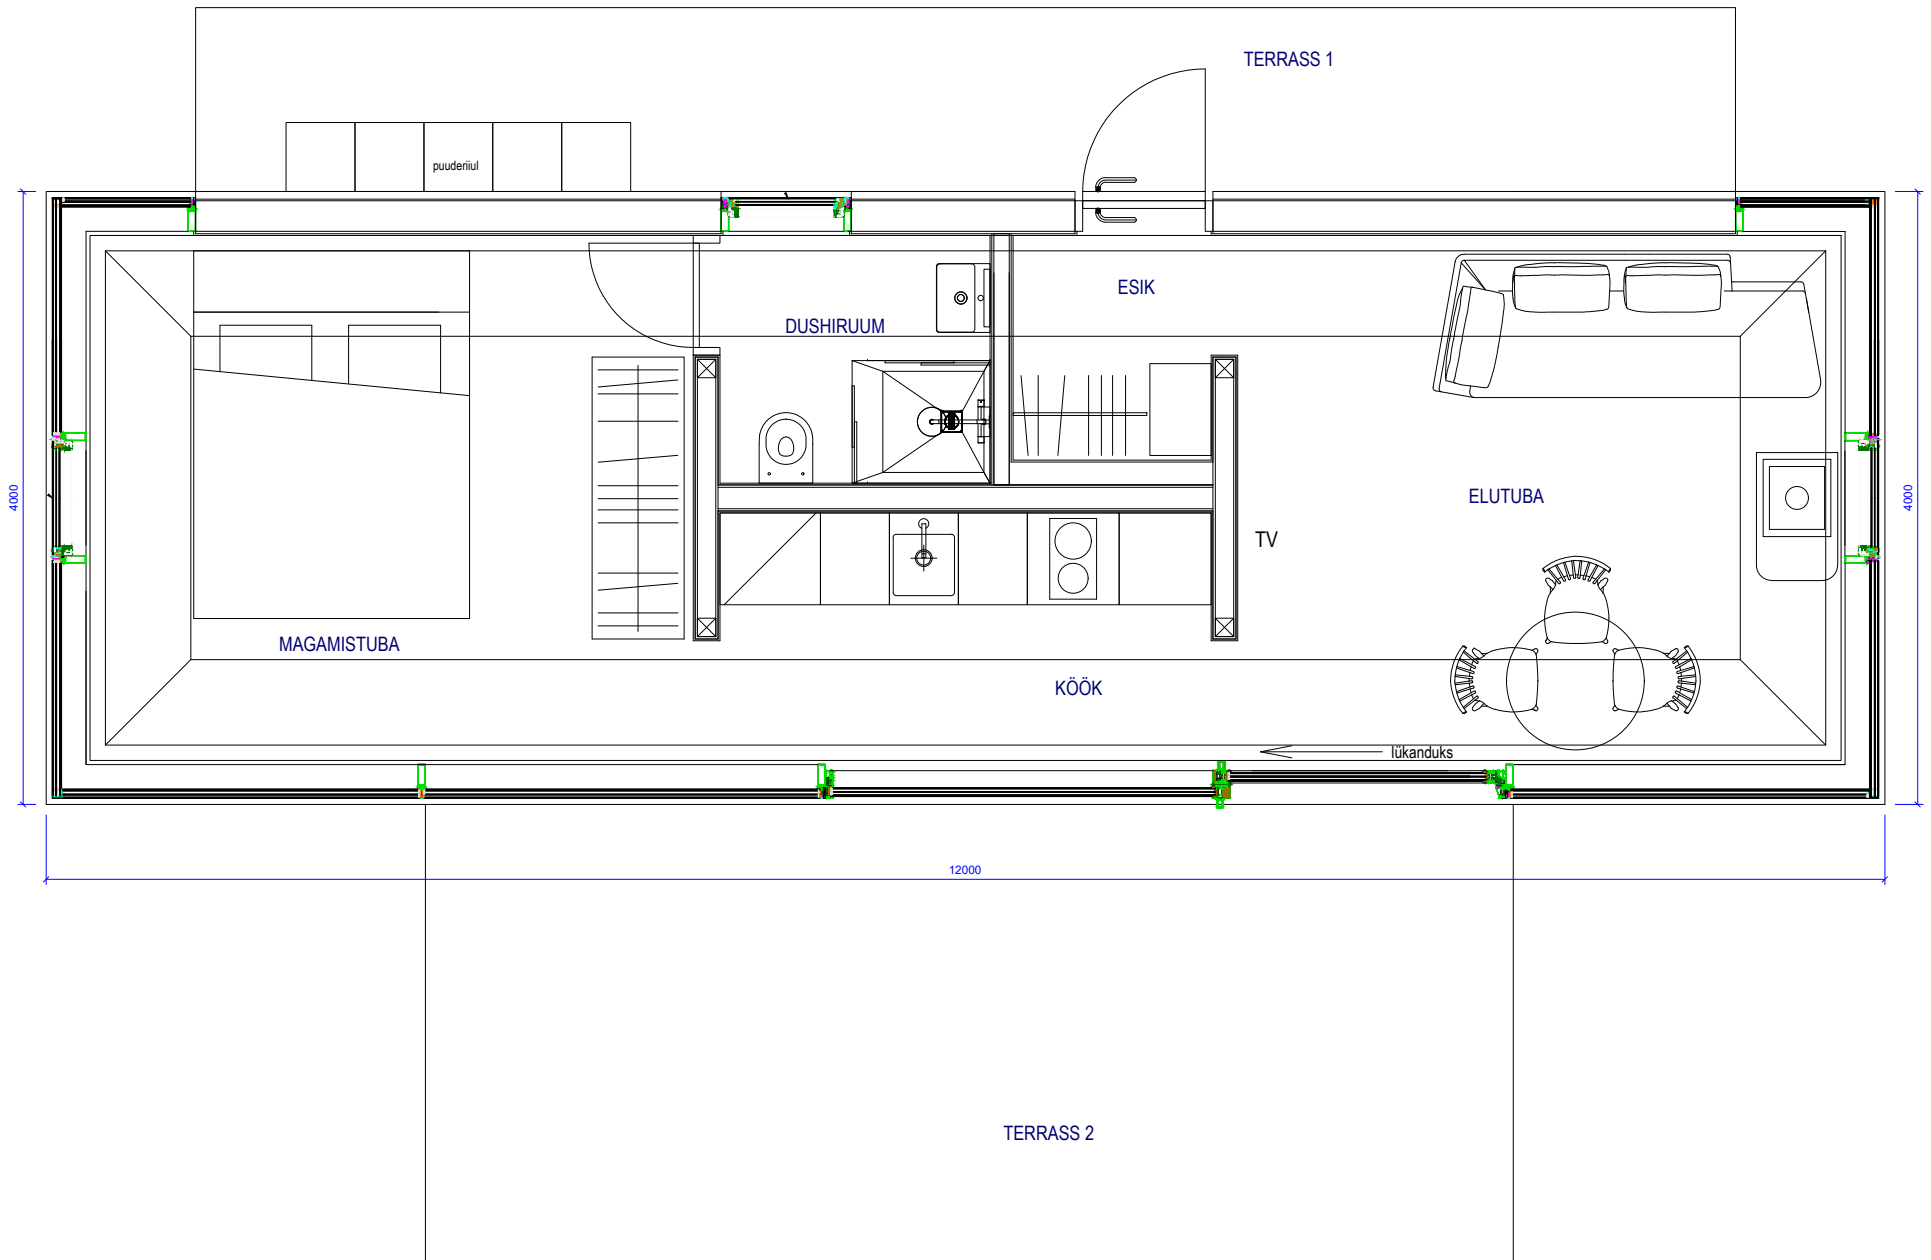 TERRASS 1
puuderiiul
ESIK
DUSHIRUUM
4000
ELUTUBA
4000
TV
MAGAMISTUBA
KÖÖK
lükanduks
12000
TERRASS 2